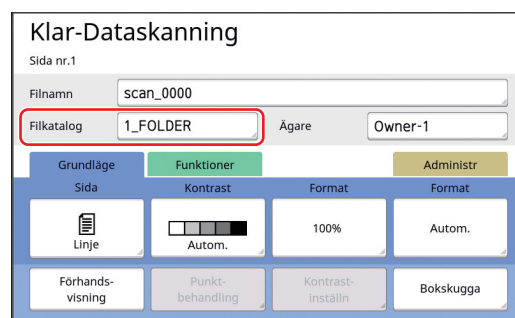 Klar-Dataskanning
Sida nr.1
Filnamn scan_0000
Filkatalog 1_FOLDER Ägare Owner-1
Grundläge Funktioner Administr
Sida Kontrast Format Format
Linje Autom. 100% Autom.
Förhands-
visning
Punkt-
behandling
Kontrast-
inställn
Bokskugga